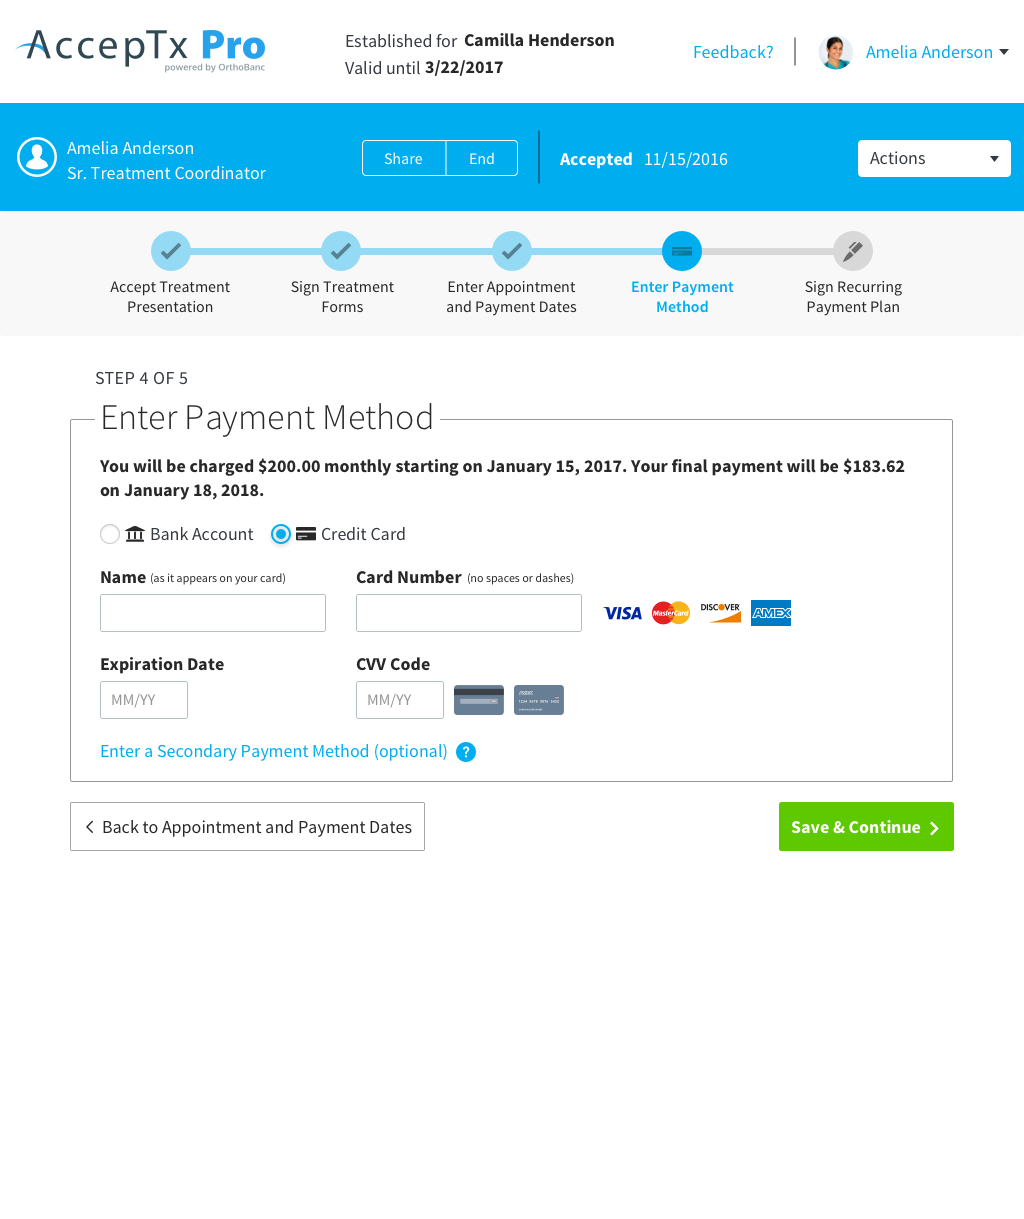 AccepTx Pro
powered by OrthoBanc
Established for Camilla Henderson
Valid until 3/22/2017
Feedback?
Amelia Anderson
Amelia Anderson
Sr. Treatment Coordinator
Share
End
Accepted 11/15/2016
Actions
Accept Treatment
Presentation
Sign Treatment
Forms
Enter Appointment
and Payment Dates
Enter Payment
Method
Sign Recurring
Payment Plan
STEP 4 OF 5
Enter Payment Method
You will be charged $200.00 monthly starting on January 15, 2017. Your final payment will be $183.62
on January 18, 2018.
Bank Account
Credit Card
Name (as it appears on your card)
Card Number (no spaces or dashes)
VISA
MasterCard
DISCOVER
AMEX
Expiration Date
CVV Code
MM/YY
MM/YY
Enter a Secondary Payment Method (optional) ?
Back to Appointment and Payment Dates
Save & Continue